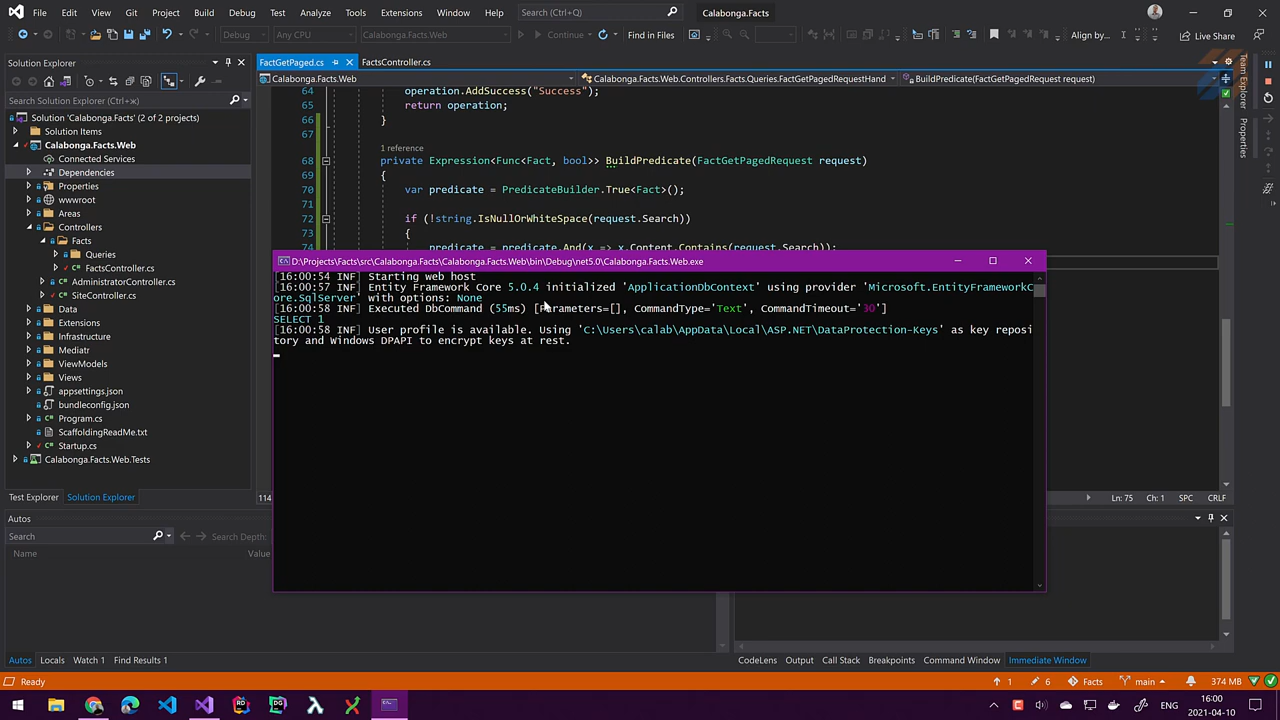 File Edit View Git Project Build Debug Test Analyze Tools Extensions Window Help Search (Ctrl+Q) Calabonga.Facts
Debug Any CPU Calabonga.Facts.Web Continue Find in Files Align by... Live Share
Solution Explorer
Search Solution Explorer (Ctrl+ж)
Solution 'Calabonga.Facts' (2 of 2 projects)
Solution Items
Calabonga.Facts.Web
Connected Services
Dependencies
Properties
wwwroot
Areas
Controllers
Facts
Queries
FactsController.cs
AdministratorController.cs
SiteController.cs
Data
Extensions
Infrastructure
Mediatr
ViewModels
Views
appsettings.json
bundleconfig.json
Program.cs
ScaffoldingReadMe.txt
Startup.cs
Calabonga.Facts.Web.Tests
Test Explorer Solution Explorer
FactGetPaged.cs FactsController.cs
Calabonga.Facts.Web Calabonga.Facts.Web.Controllers.Facts.Queries.FactGetPagedRequestHand BuildPredicate(FactGetPagedRequest request)
64 operation.AddSuccess("Success");
65 return operation;
66 }
67
1 reference
68 private Expression<Func<Fact, bool>> BuildPredicate(FactGetPagedRequest request)
69 {
70 var predicate = PredicateBuilder.True<Fact>();
71
72 if (!string.IsNullOrWhiteSpace(request.Search))
73 {
74 predicate = predicate.And(x => x.Content.Contains(request.Search));
D:\Projects\Facts\src\Calabonga.Facts\Calabonga.Facts.Web\bin\Debug\net5.0\Calabonga.Facts.Web.exe
[16:00:54 INF] Starting web host
[16:00:57 INF] Entity Framework Core 5.0.4 initialized 'ApplicationDbContext' using provider 'Microsoft.EntityFrameworkC
ore.SqlServer' with options: None
[16:00:58 INF] Executed DbCommand (55ms) [Parameters=[], CommandType='Text', CommandTimeout='30']
SELECT 1
[16:00:58 INF] User profile is available. Using 'C:\Users\calab\AppData\Local\ASP.NET\DataProtection-Keys' as key reposi
tory and Windows DPAPI to encrypt keys at rest.
114 Ln: 75 Ch: 1 SPC CRLF
Team Explorer
Properties
Autos
Search Search Depth:
Name Value
Autos Locals Watch 1 Find Results 1
CodeLens Output Call Stack Breakpoints Command Window Immediate Window
Ready 1 6 Facts main 374 MB
ENG 16:00
2021-04-10